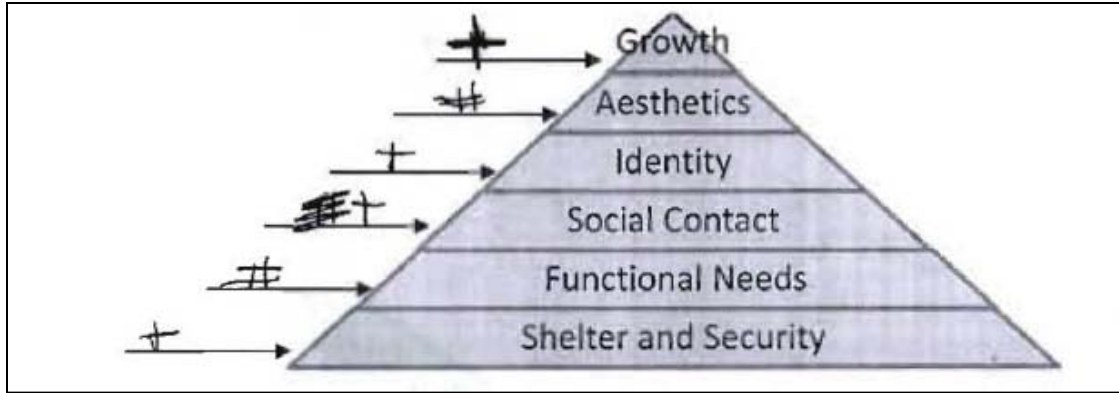 Growth
Aesthetics
Identity
Social Contact
Functional Needs
Shelter and Security